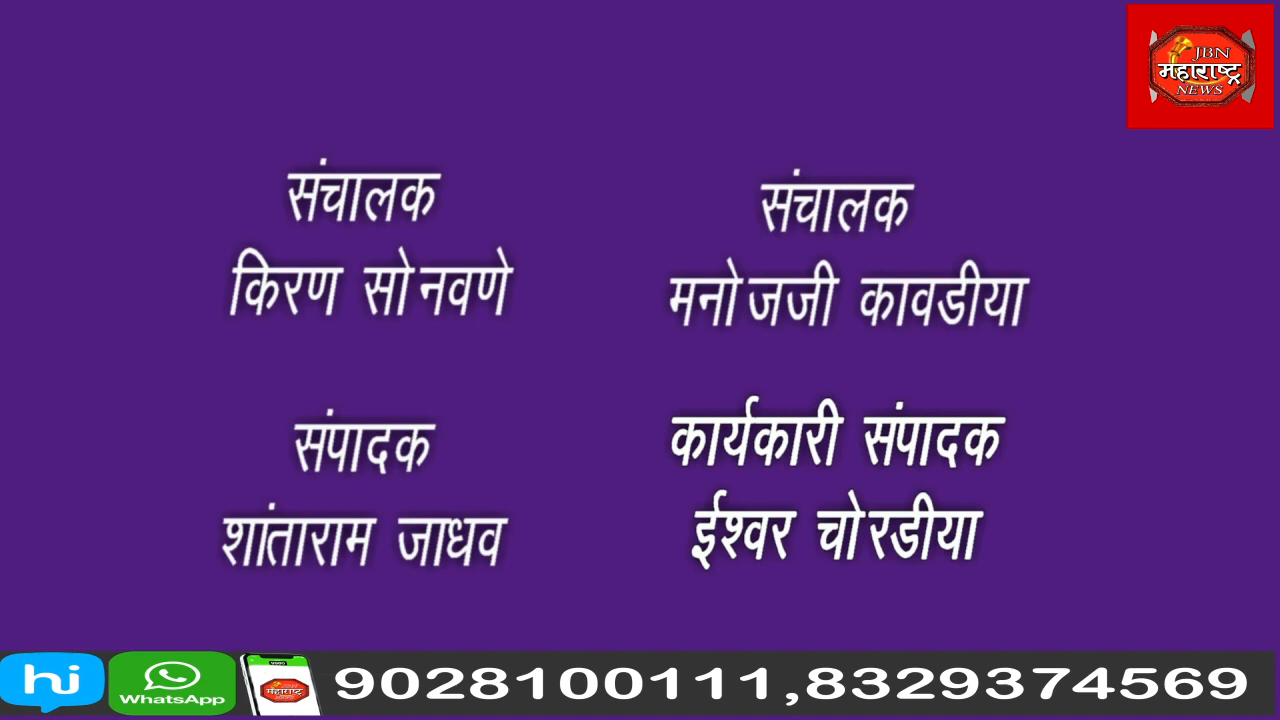 JBN
महाराष्ट्र
NEWS
संचालक
किरण सोनवणे
संचालक
मनोजजी कावडीया
संपादक
शांताराम जाधव
कार्यकारी संपादक
ईश्वर चोरडीया
hi
WhatsApp
महाराष्ट्र
9028100111,8329374569